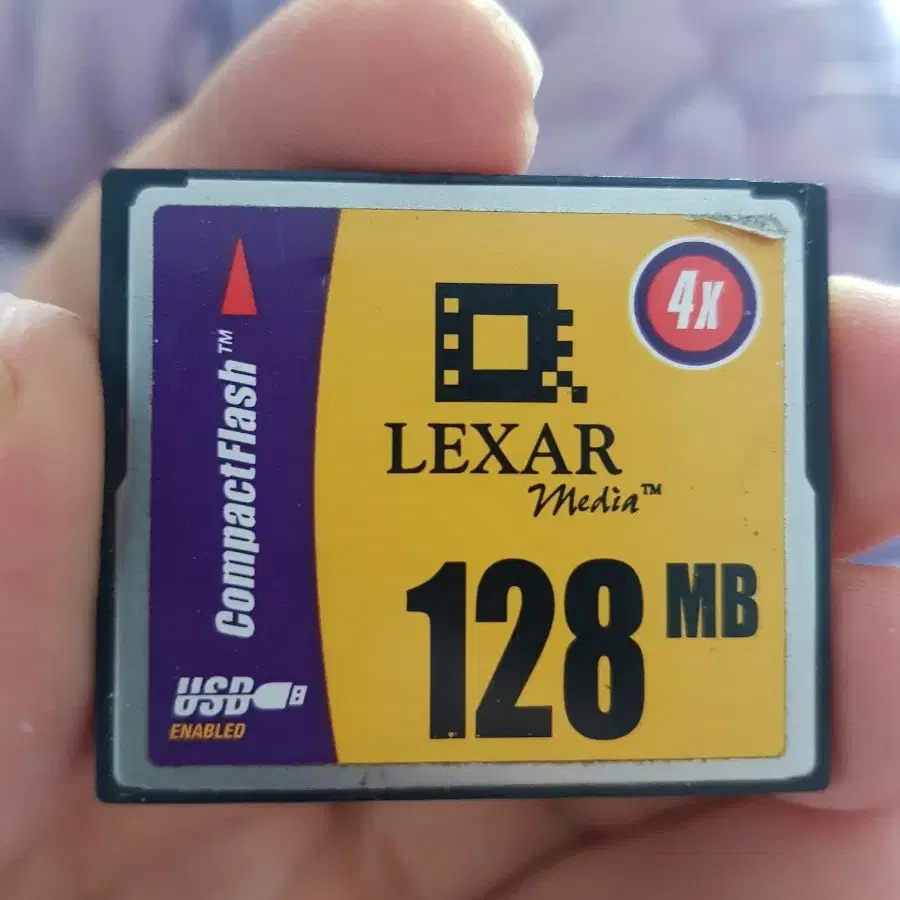 CompactFlash™
USB
ENABLED
4x
LEXAR
Media™
128 MB